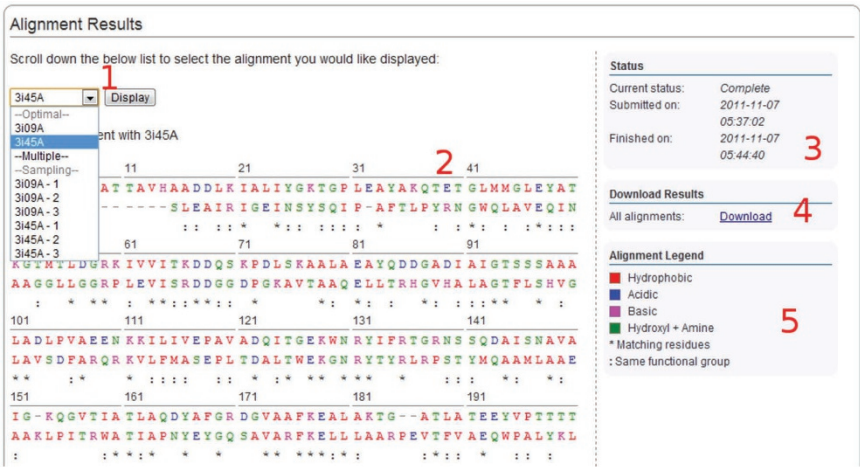 Alignment Results
Scroll down the below list to select the alignment you would like displayed:
1
3i45A Display
--Optimal--
3i09A
3i45A
--Multiple--
--Sampling--
3i09A - 1
3i09A - 2
3i09A - 3
3i45A - 1
3i45A - 2
3i45A - 3
ent with 3i45A
2
11 21 31 41
ATTAVHAADDLK IALIYGKTGP LEAYAKQTET GLMMGLEYAT
------SLEAIR IGEINSYSQI P-AFTLPYRN GWQLAVEQIN
61 71 81 91
KGTMTLDGRK IVVITKDDQS KPDLSKAALA EAYQDDGADI AIGTSSSAAA
AAGGLLGGRP LEVISRDDGG DPGKAVTAAQ ELLTRHGVHA LAGTFLSHVG
101 111 121 131 141
LADLPVAEEN KKILIVEPAV ADQITGEKWN RYIFRTGRNS SQDAISNAVA
LAVSDFARQR KVLFMASEPL TDALTWEKGN RYTYRLRPST YMQAAMLAAE
151 161 171 181 191
IG-KQGVTIA TLAQDYAFGR DGVAAFKEAL AKTG--ATLA TEEYVPTTTT
AAKLPITRWA TIAPNYEYGQ SAVARFKELL LAARPEVTFV AEQWPALYKL
Status
Current status: Complete
Submitted on: 2011-11-07
05:37:02
Finished on: 2011-11-07
05:44:40
3
Download Results
All alignments: Download
4
Alignment Legend
Hydrophobic
Acidic
Basic
Hydroxyl + Amine
* Matching residues
: Same functional group
5